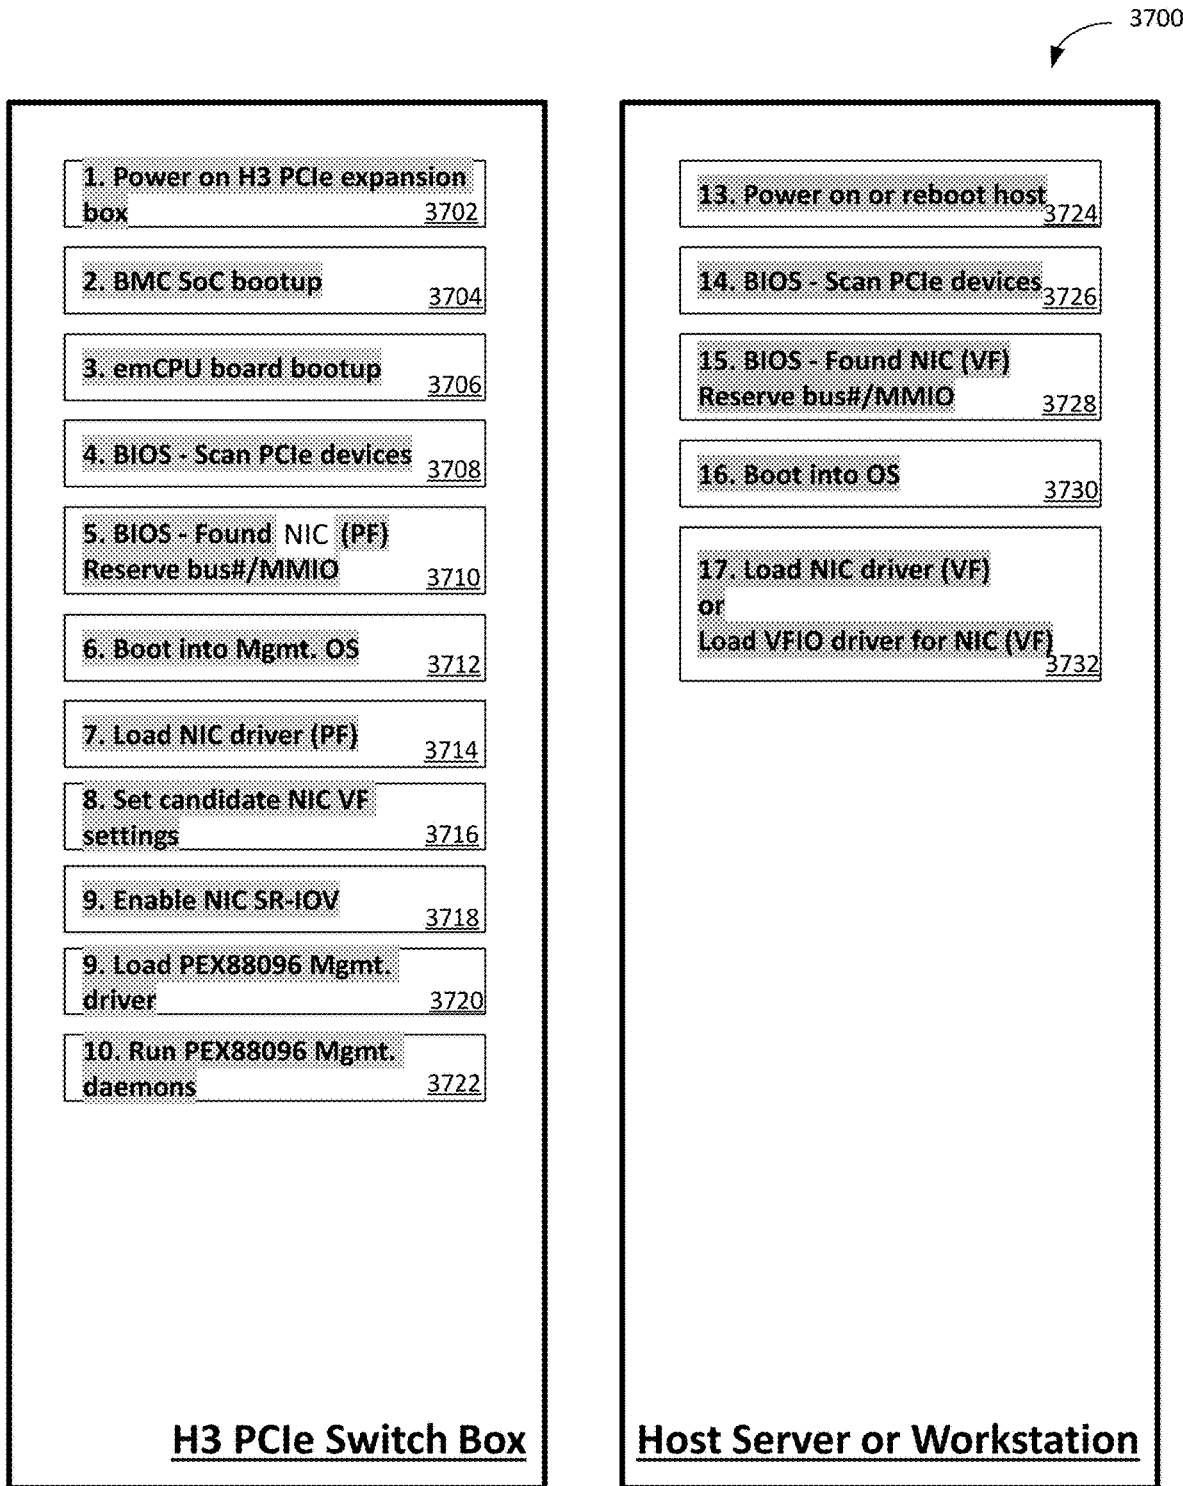 3700
1. Power on H3 PCIe expansion
box 3702
2. BMC SoC bootup 3704
3. emCPU board bootup 3706
4. BIOS - Scan PCIe devices 3708
5. BIOS - Found NIC (PF)
Reserve bus#/MMIO 3710
6. Boot into Mgmt. OS 3712
7. Load NIC driver (PF) 3714
8. Set candidate NIC VF
settings 3716
9. Enable NIC SR-IOV 3718
9. Load PEX88096 Mgmt.
driver 3720
10. Run PEX88096 Mgmt.
daemons 3722
H3 PCIe Switch Box
13. Power on or reboot host 3724
14. BIOS - Scan PCIe devices 3726
15. BIOS - Found NIC (VF)
Reserve bus#/MMIO 3728
16. Boot into OS 3730
17. Load NIC driver (VF)
or
Load VFIO driver for NIC (VF) 3732
Host Server or Workstation